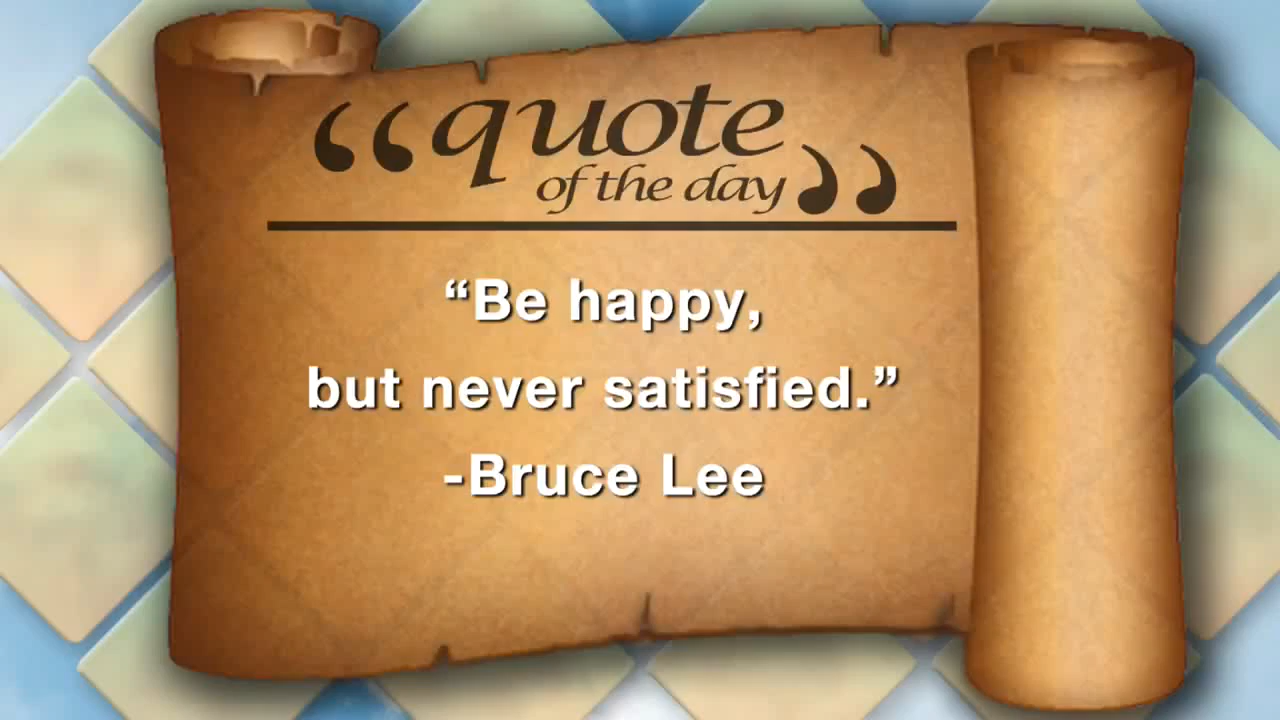 “quote
of the day”
“Be happy,
but never satisfied.”
-Bruce Lee